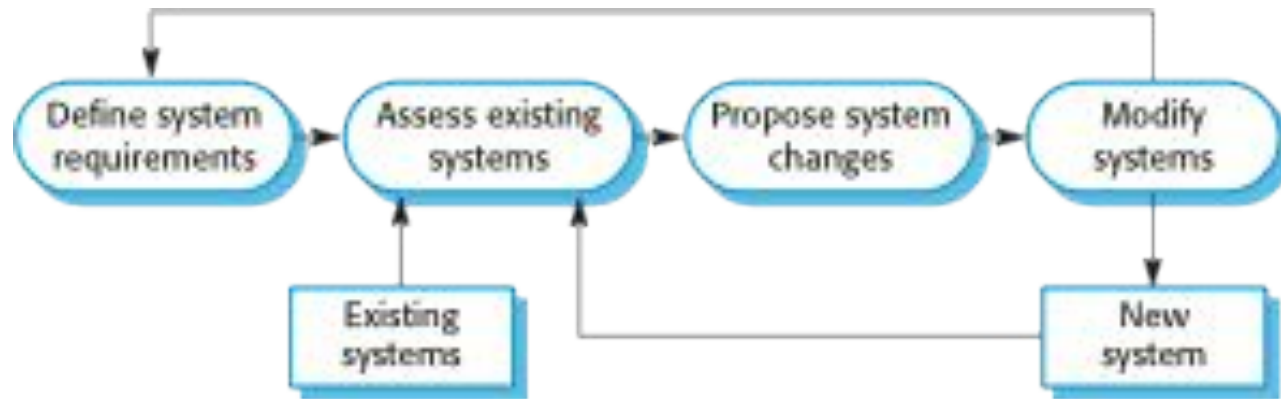 Define system
requirements
Assess existing
systems
Propose system
changes
Modify
systems
Existing
systems
New
system